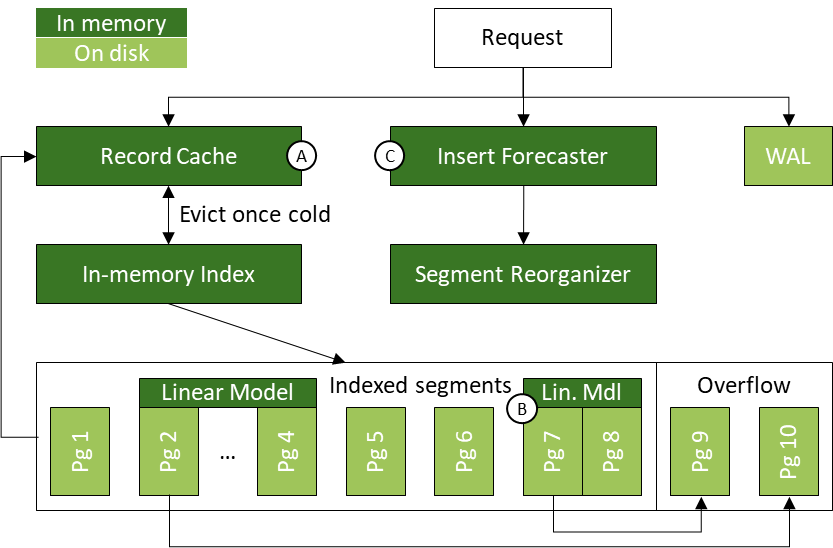 In memory
On disk
Request
Record Cache
A
C
Insert Forecaster
WAL
Evict once cold
In-memory Index
Segment Reorganizer
Linear Model
Indexed segments
Lin. Mdl
Overflow
B
Pg 1
Pg 2
...
Pg 4
Pg 5
Pg 6
Pg 7
Pg 8
Pg 9
Pg 10